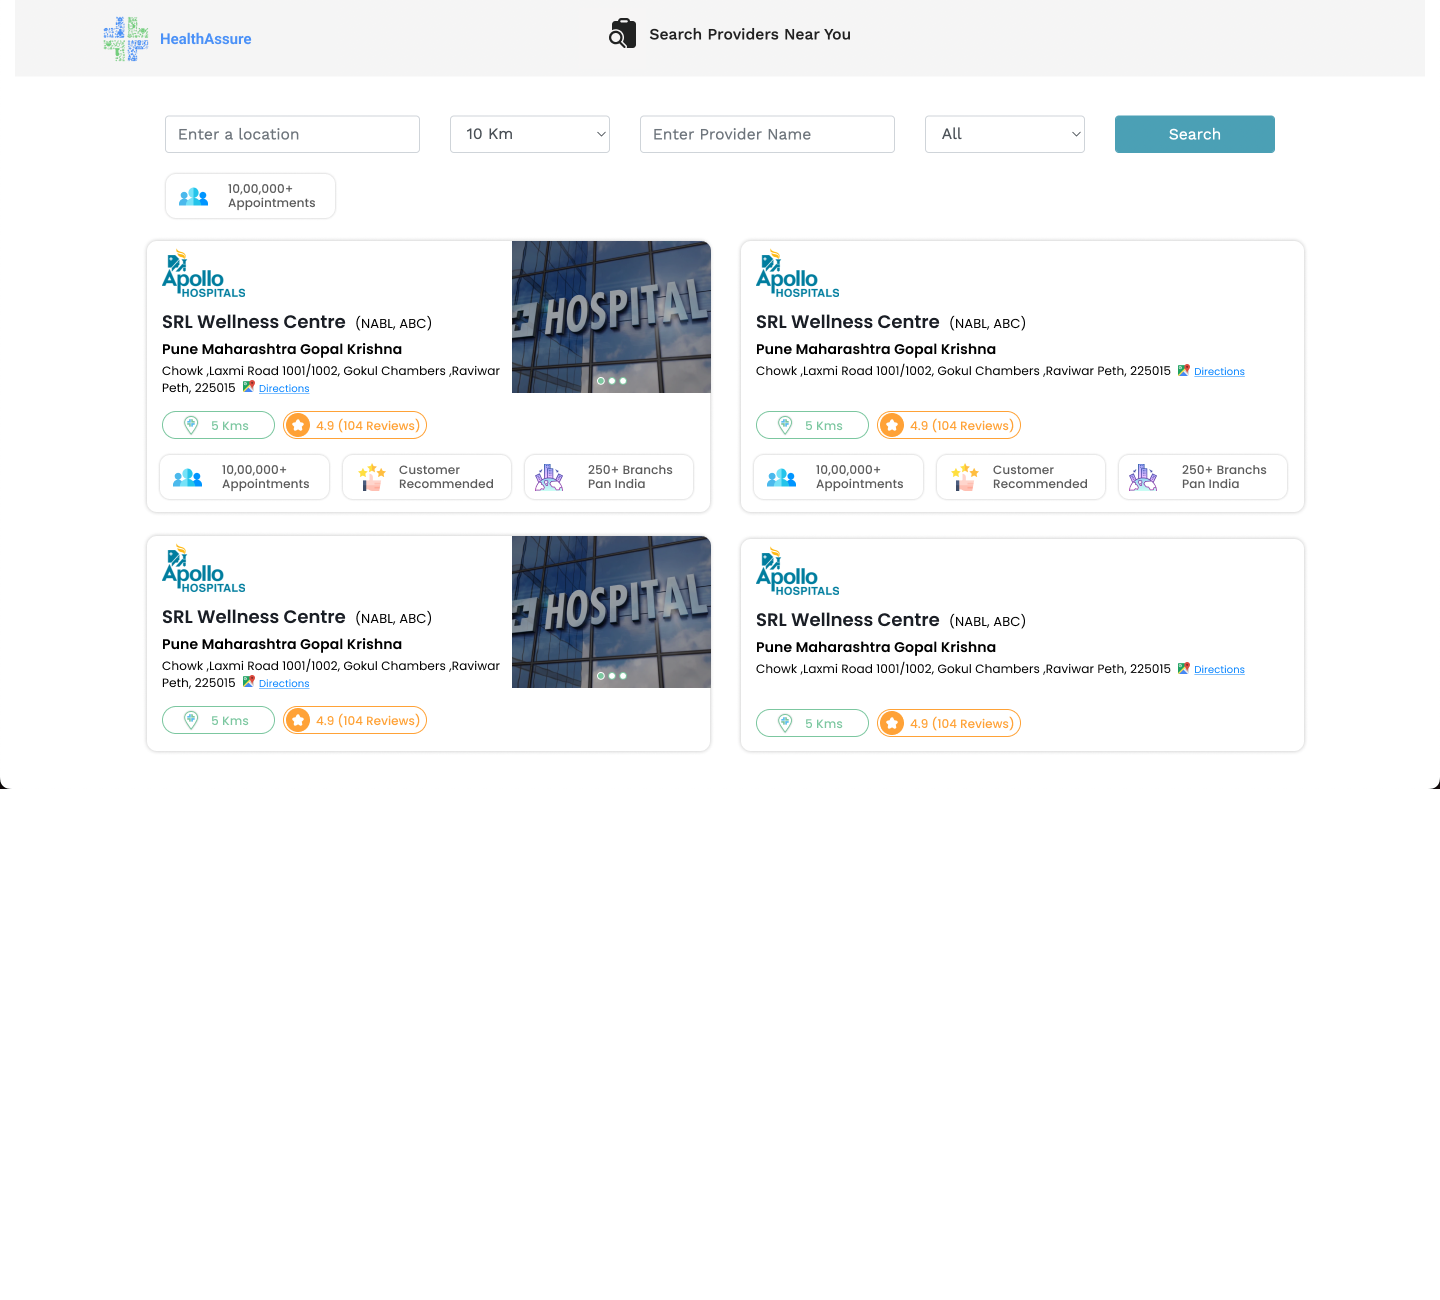 HealthAssure
Search Providers Near You
Enter a location
10 Km
Enter Provider Name
All
Search
10,00,000+
Appointments
Apollo
HOSPITALS
SRL Wellness Centre (NABL, ABC)
Pune Maharashtra Gopal Krishna
Chowk ,Laxmi Road 1001/1002, Gokul Chambers ,Raviwar
Peth, 225015 Directions
HOSPITAL
5 Kms
4.9 (104 Reviews)
10,00,000+
Appointments
Customer
Recommended
250+ Branchs
Pan India
Apollo
HOSPITALS
SRL Wellness Centre (NABL, ABC)
Pune Maharashtra Gopal Krishna
Chowk ,Laxmi Road 1001/1002, Gokul Chambers ,Raviwar Peth, 225015 Directions
5 Kms
4.9 (104 Reviews)
10,00,000+
Appointments
Customer
Recommended
250+ Branchs
Pan India
Apollo
HOSPITALS
SRL Wellness Centre (NABL, ABC)
Pune Maharashtra Gopal Krishna
Chowk ,Laxmi Road 1001/1002, Gokul Chambers ,Raviwar
Peth, 225015 Directions
HOSPITAL
5 Kms
4.9 (104 Reviews)
Apollo
HOSPITALS
SRL Wellness Centre (NABL, ABC)
Pune Maharashtra Gopal Krishna
Chowk ,Laxmi Road 1001/1002, Gokul Chambers ,Raviwar Peth, 225015 Directions
5 Kms
4.9 (104 Reviews)